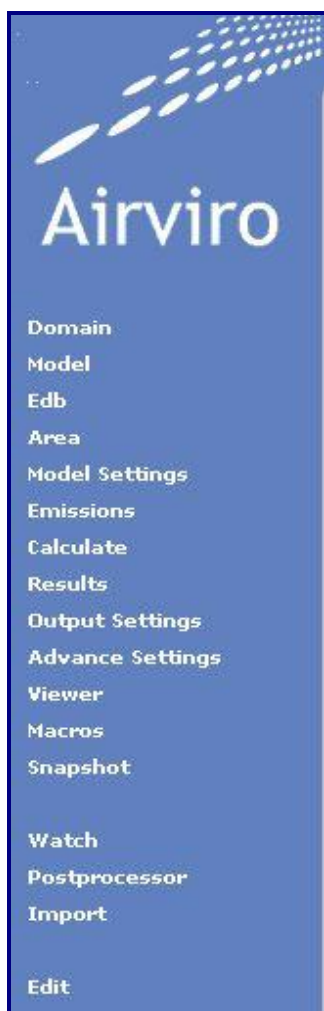 Airviro
Domain
Model
Edb
Area
Model Settings
Emissions
Calculate
Results
Output Settings
Advance Settings
Viewer
Macros
Snapshot
Watch
Postprocessor
Import
Edit